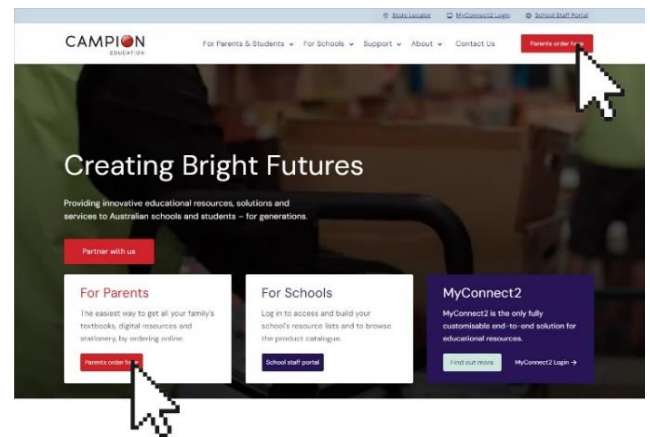 Store Locator MyConnect2 Login School Staff Portal
CAMPION
EDUCATION
For Parents & Students For Schools Support About Contact Us
Parents order here
Creating Bright Futures
Providing innovative educational resources, solutions and
services to Australian schools and students – for generations.
Partner with us
For Parents
The easiest way to get all your family's
textbooks, digital resources and
stationery, by ordering online.
Parents order
For Schools
Log in to access and build your
school's resource lists and to browse
the product catalogue.
School staff portal
MyConnect2
MyConnect2 is the only fully
customisable end-to-end solution for
educational resources.
Find out more MyConnect2 Login →